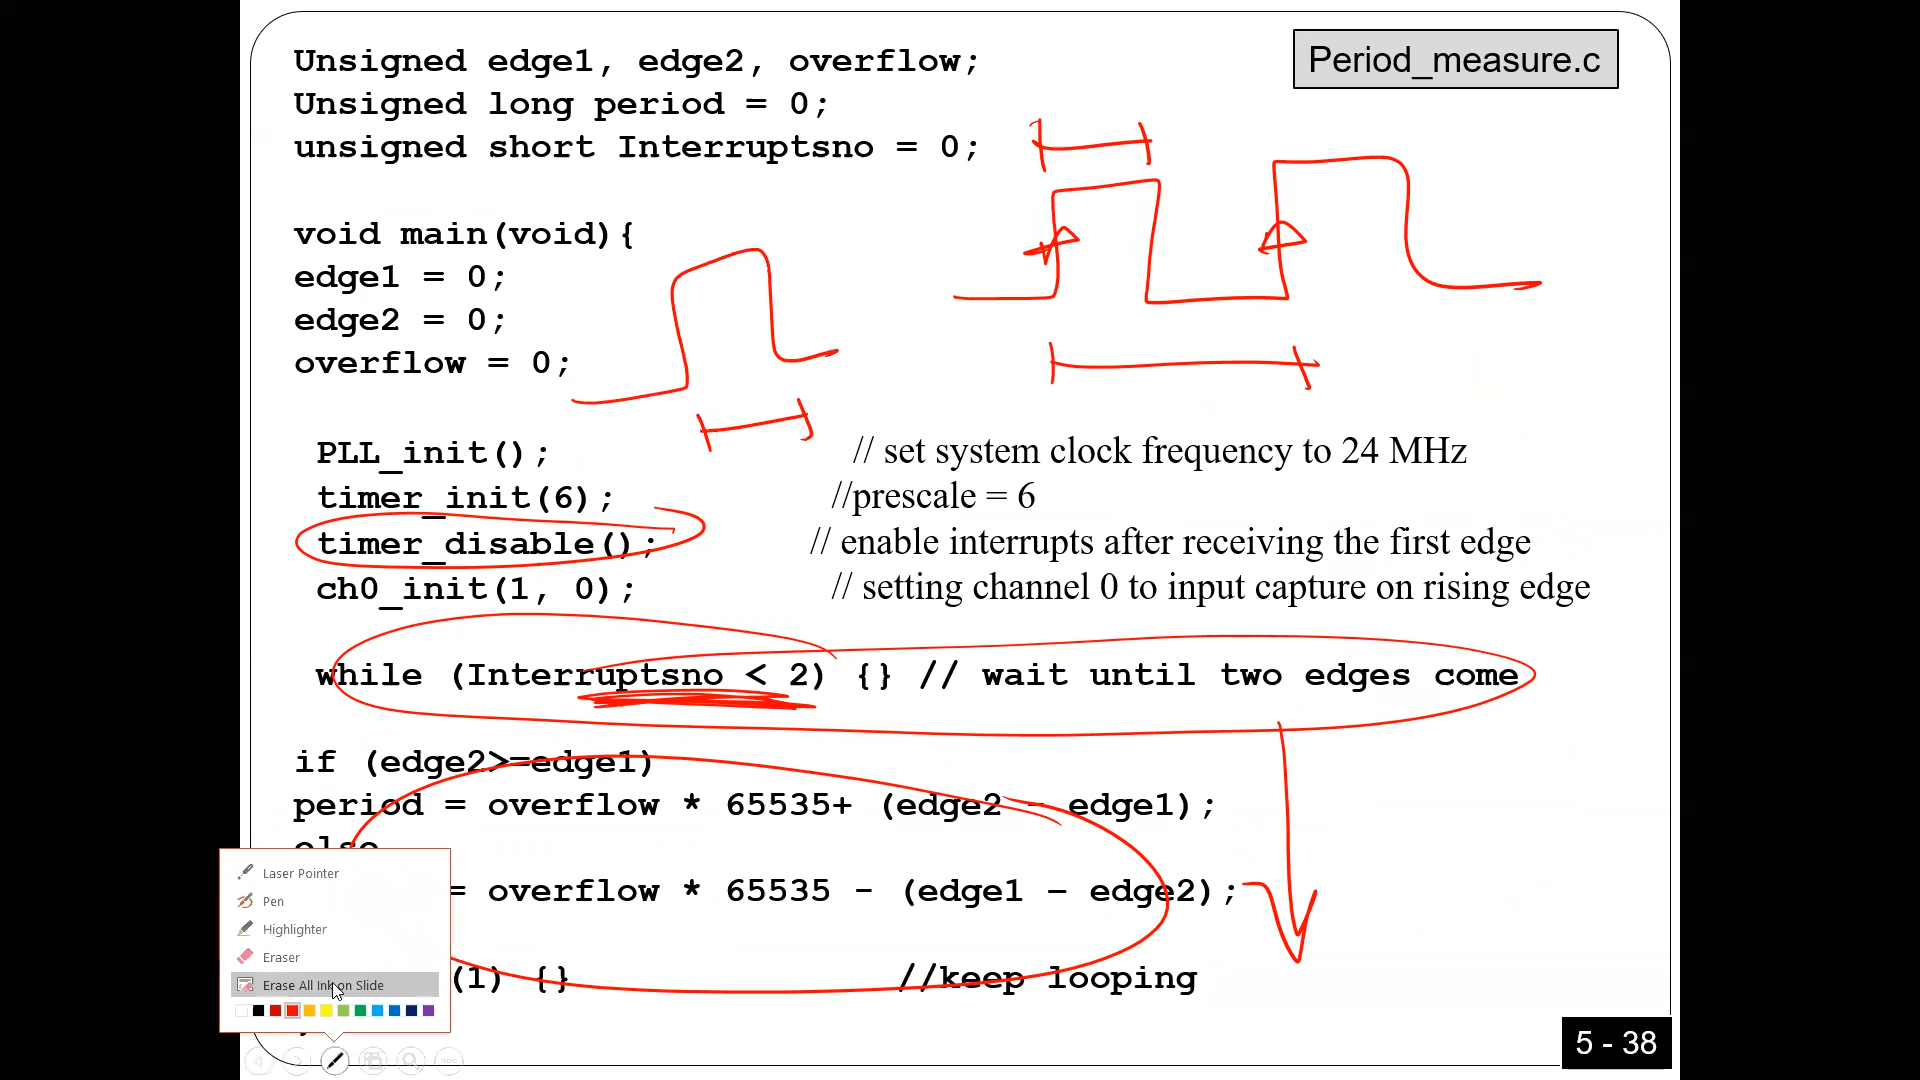 Unsigned edge1, edge2, overflow;
Period_measure.c
Unsigned long period = 0;
unsigned short Interruptsno = 0;
void main(void){
edge1 = 0;
edge2 = 0;
overflow = 0;
PLL_init(); // set system clock frequency to 24 MHz
timer_init(6); //prescale = 6
timer_disable(); // enable interrupts after receiving the first edge
ch0_init(1, 0); // setting channel 0 to input capture on rising edge
while (Interruptsno < 2) {} // wait until two edges come
if (edge2>=edge1)
period = overflow * 65535+ (edge2 – edge1);
else
= overflow * 65535 - (edge1 – edge2);
(1) {} //keep looping
Laser Pointer
Pen
Highlighter
Eraser
Erase All Ink on Slide
5 - 38